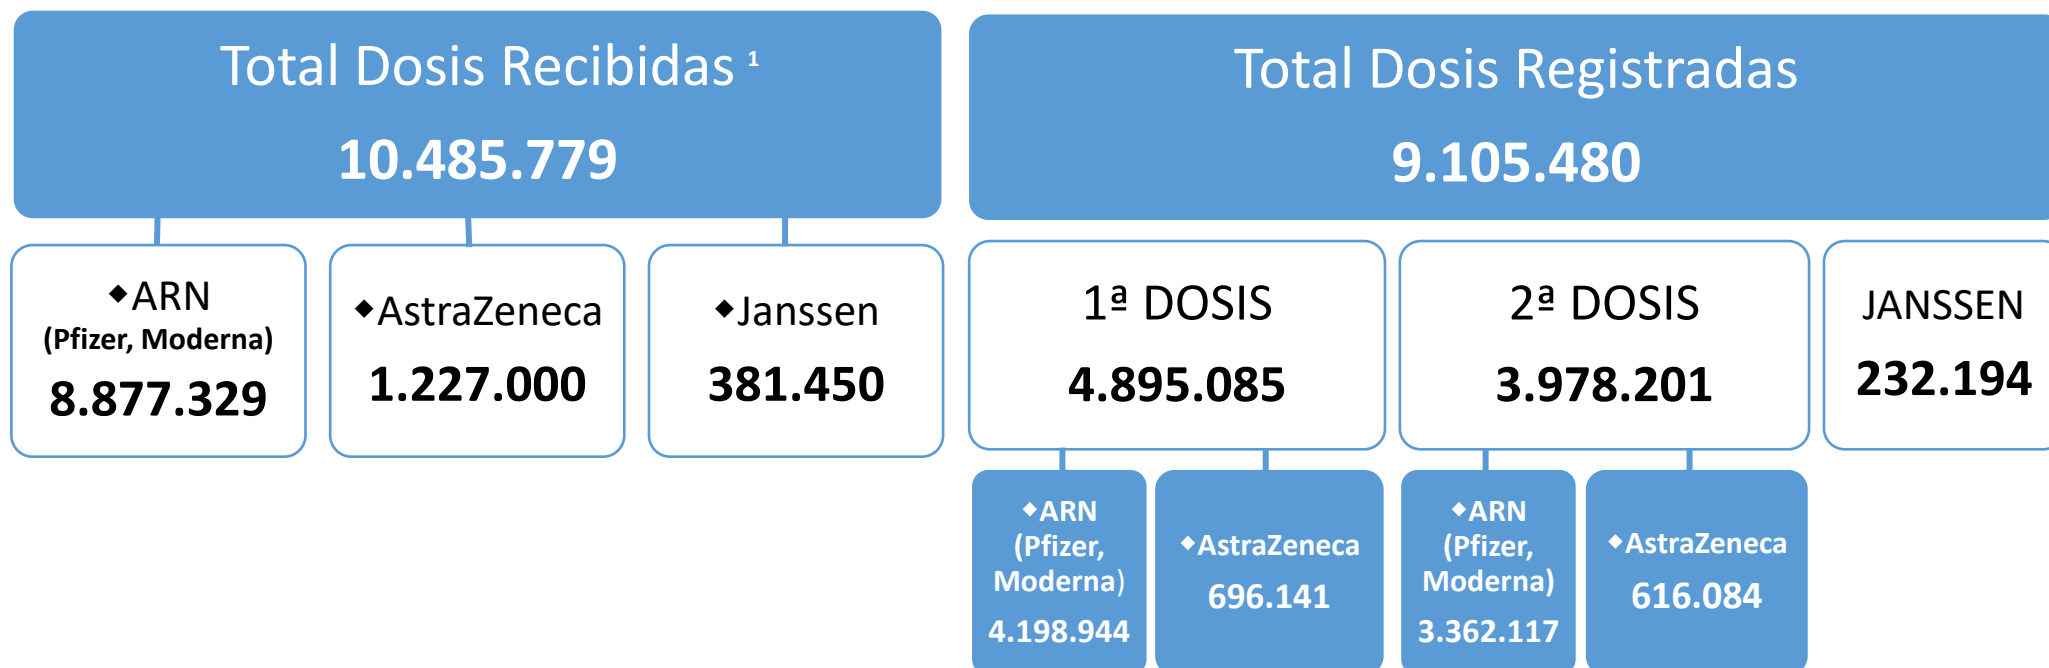 Total Dosis Recibidas ¹
10.485.779
◆ARN
(Pfizer, Moderna)
8.877.329
◆AstraZeneca
1.227.000
◆Janssen
381.450
Total Dosis Registradas
9.105.480
1ª DOSIS
4.895.085
◆ARN
(Pfizer,
Moderna)
4.198.944
◆AstraZeneca
696.141
2ª DOSIS
3.978.201
◆ARN
(Pfizer,
Moderna)
3.362.117
◆AstraZeneca
616.084
JANSSEN
232.194